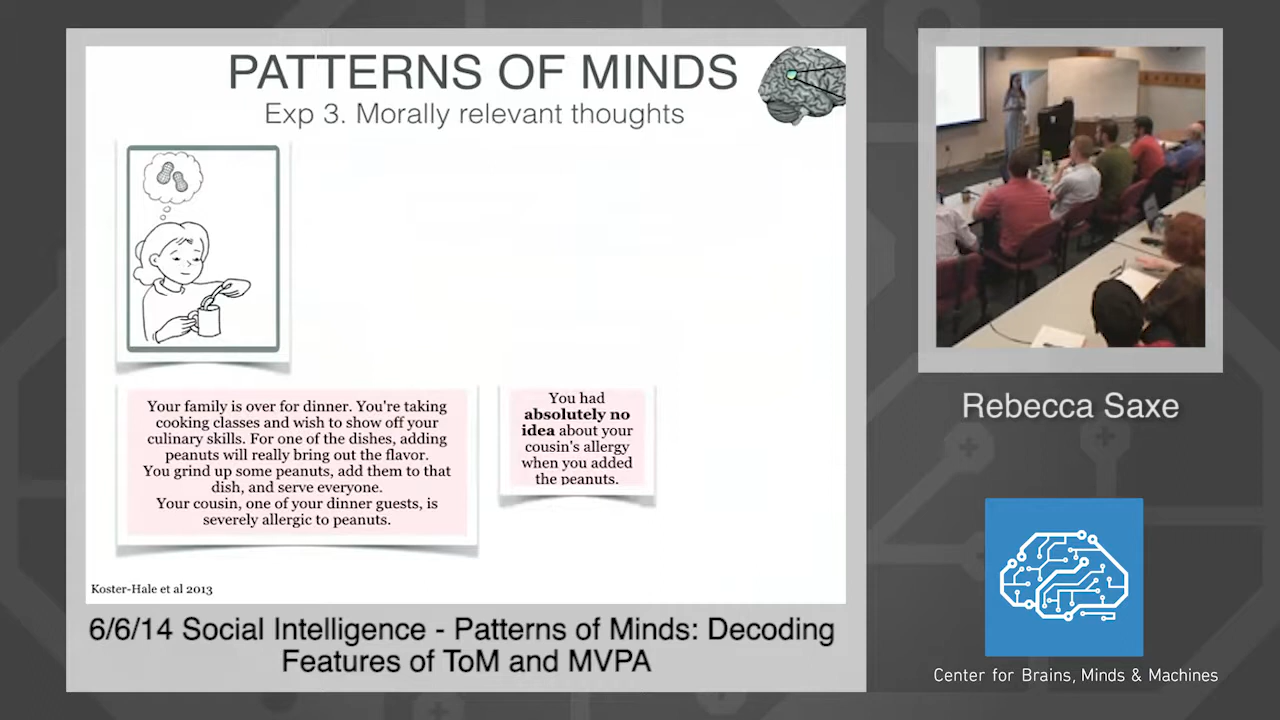 PATTERNS OF MINDS
Exp 3. Morally relevant thoughts
Your family is over for dinner. You're taking
cooking classes and wish to show off your
culinary skills. For one of the dishes, adding
peanuts will really bring out the flavor.
You grind up some peanuts, add them to that
dish, and serve everyone.
Your cousin, one of your dinner guests, is
severely allergic to peanuts.
You had
absolutely no
idea about your
cousin's allergy
when you added
the peanuts.
Koster-Hale et al 2013
6/6/14 Social Intelligence - Patterns of Minds: Decoding
Features of ToM and MVPA
Rebecca Saxe
Center for Brains, Minds & Machines